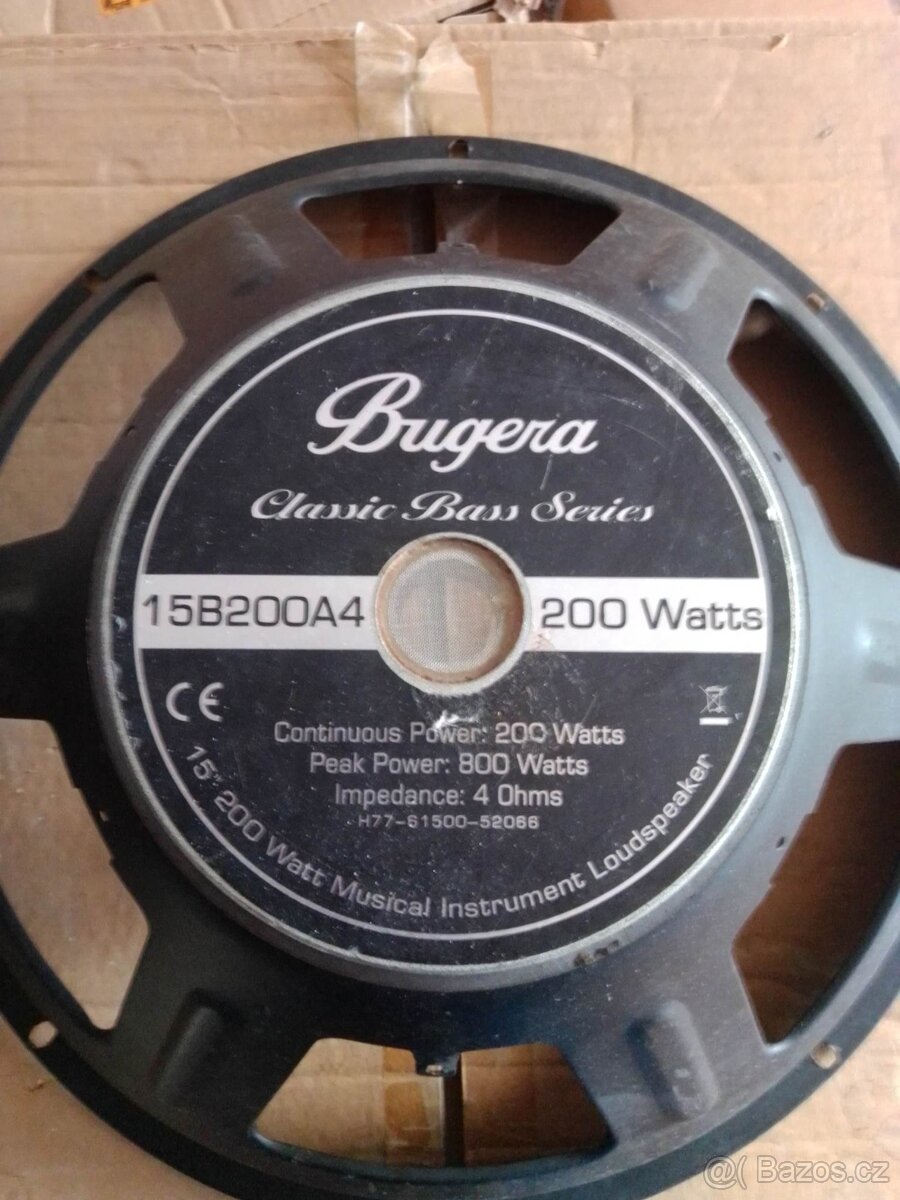 Bugera
Classic Bass Series
15B200A4 200 Watts
CE
Continuous Power: 200 Watts
Peak Power: 800 Watts
Impedance: 4 Ohms
H77-61500-52066
15" 200 Watt Musical Instrument Loudspeaker
@( Bazos.cz